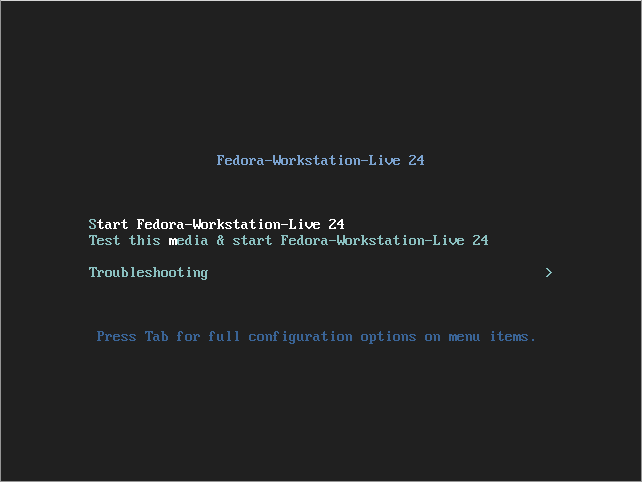 Fedora-Workstation-Live 24
Start Fedora-Workstation-Live 24
Test this media & start Fedora-Workstation-Live 24
Troubleshooting >
Press Tab for full configuration options on menu items.